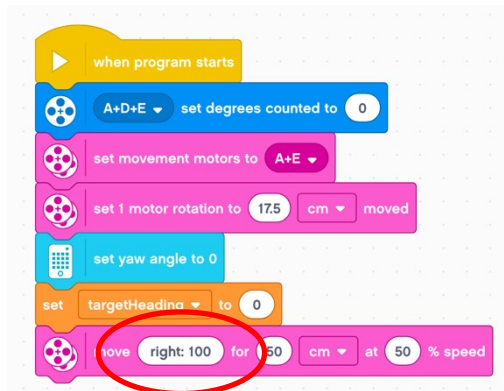 when program starts
A+D+E set degrees counted to 0
set movement motors to A+E
set 1 motor rotation to 17.5 cm moved
set yaw angle to 0
set targetHeading to 0
move right: 100 for 50 cm at 50 % speed